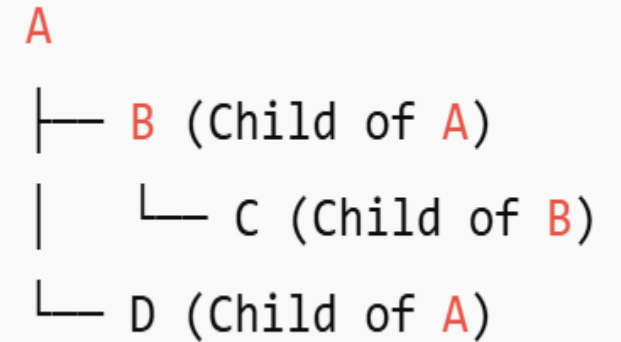 A
├── B (Child of A)
│   └── C (Child of B)
└── D (Child of A)